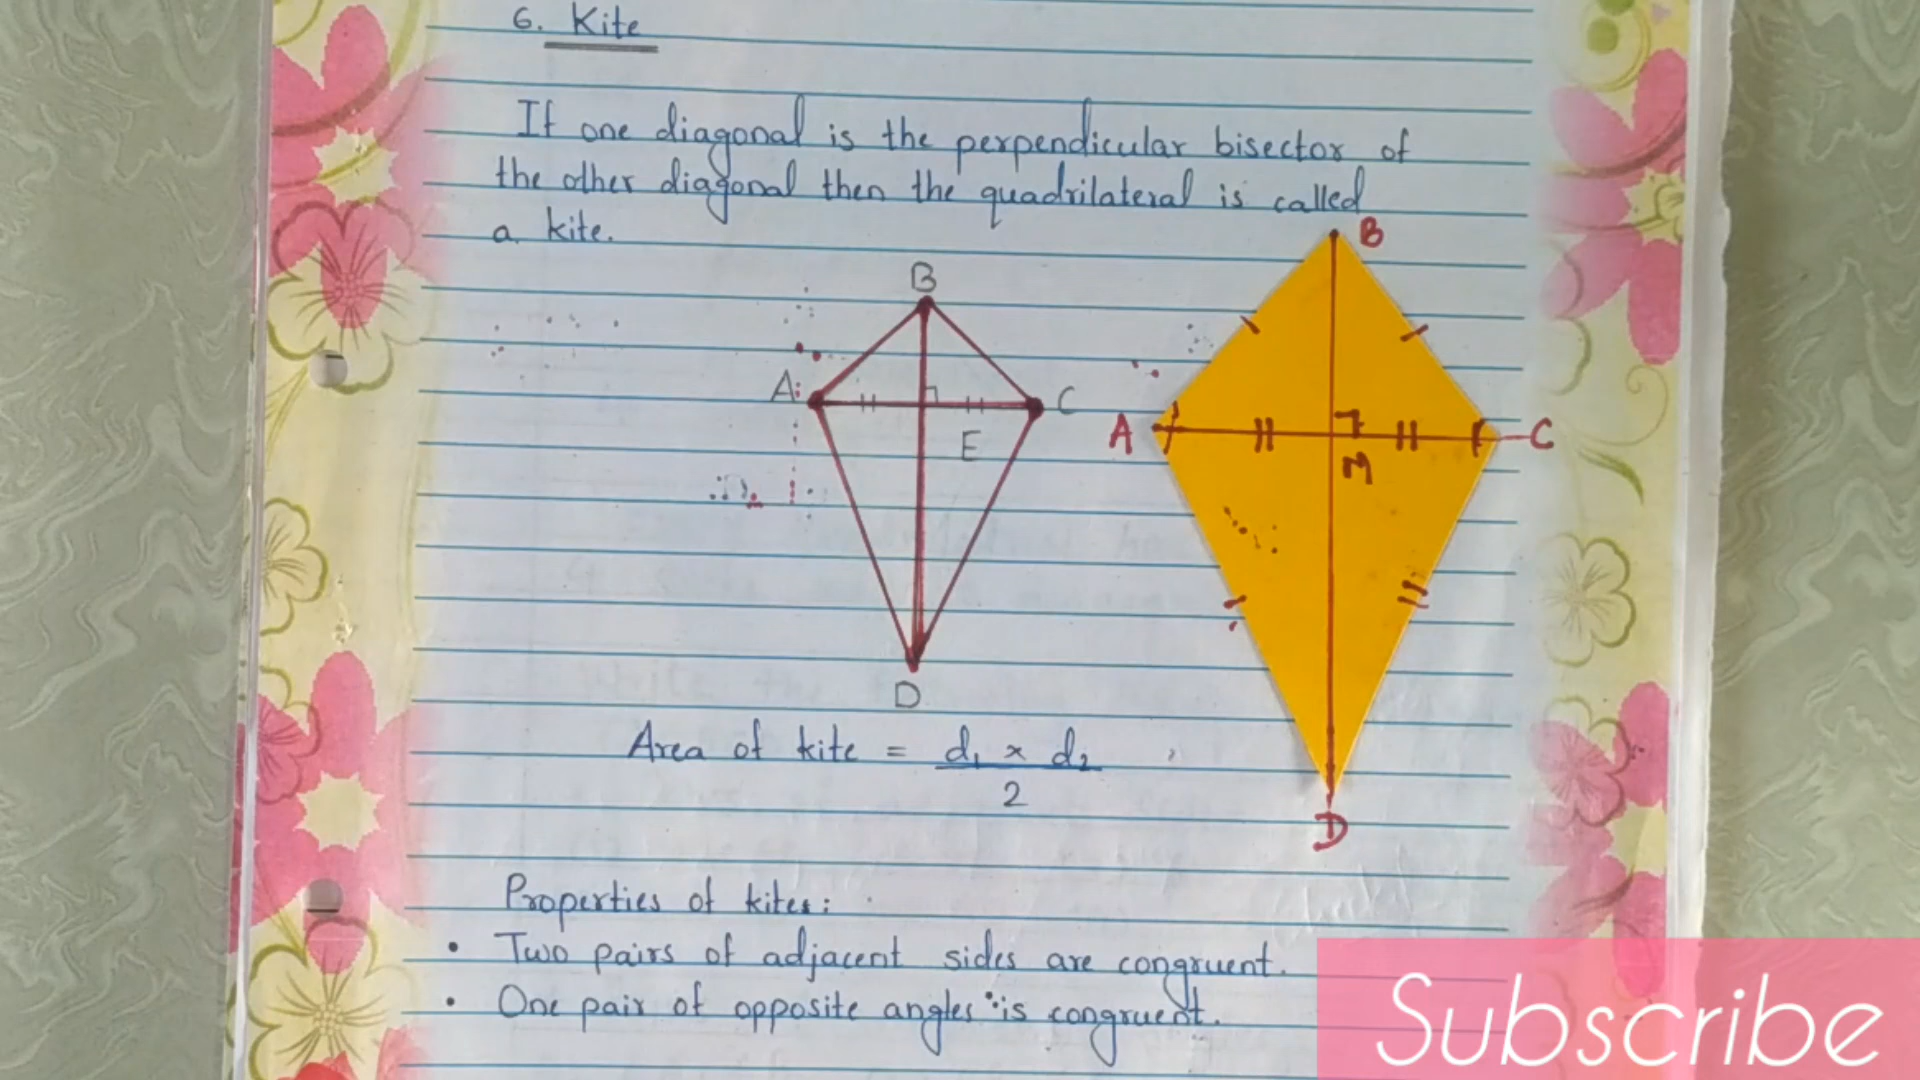 6. Kite
If one diagonal is the perpendicular bisector of
the other diagonal then the quadrilateral is called
a kite.
B
A
C
E
D
B
A
C
M
D
Area of kite = d₁ × d₂
2
Properties of kites:
• Two pairs of adjacent sides are congruent.
• One pair of opposite angles is congruent.
Subscribe